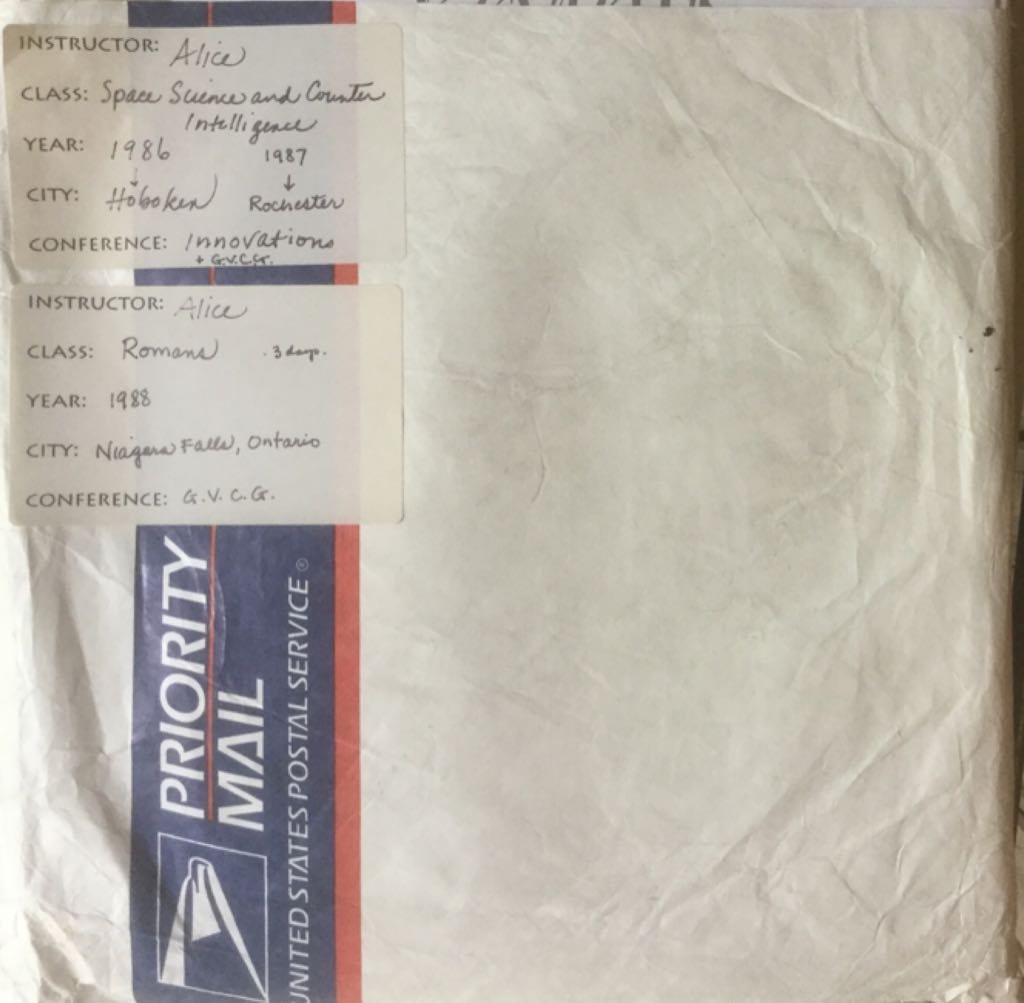 INSTRUCTOR: Alice
CLASS: Space Science and Counter
Intelligence
YEAR: 1986 1987
↓ ↓
CITY: Hoboken Rochester
CONFERENCE: Innovations
+ G.V.C.G.
INSTRUCTOR: Alice
CLASS: Romans . 3 days.
YEAR: 1988
CITY: Niagara Falls, Ontario
CONFERENCE: G.V.C.G.
PRIORITY
MAIL
UNITED STATES POSTAL SERVICE®